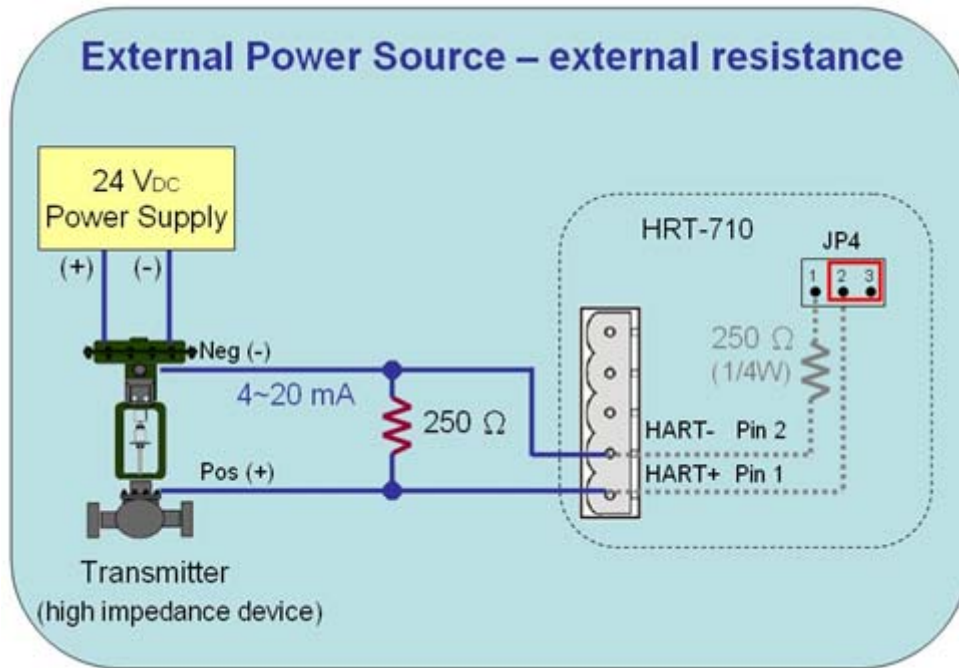 External Power Source – external resistance
24 VDC
Power Supply
(+) (-)
HRT-710
JP4
1 2 3
Neg (-)
4~20 mA
250 Ω
250 Ω
(1/4W)
HART- Pin 2
HART+ Pin 1
Pos (+)
Transmitter
(high impedance device)